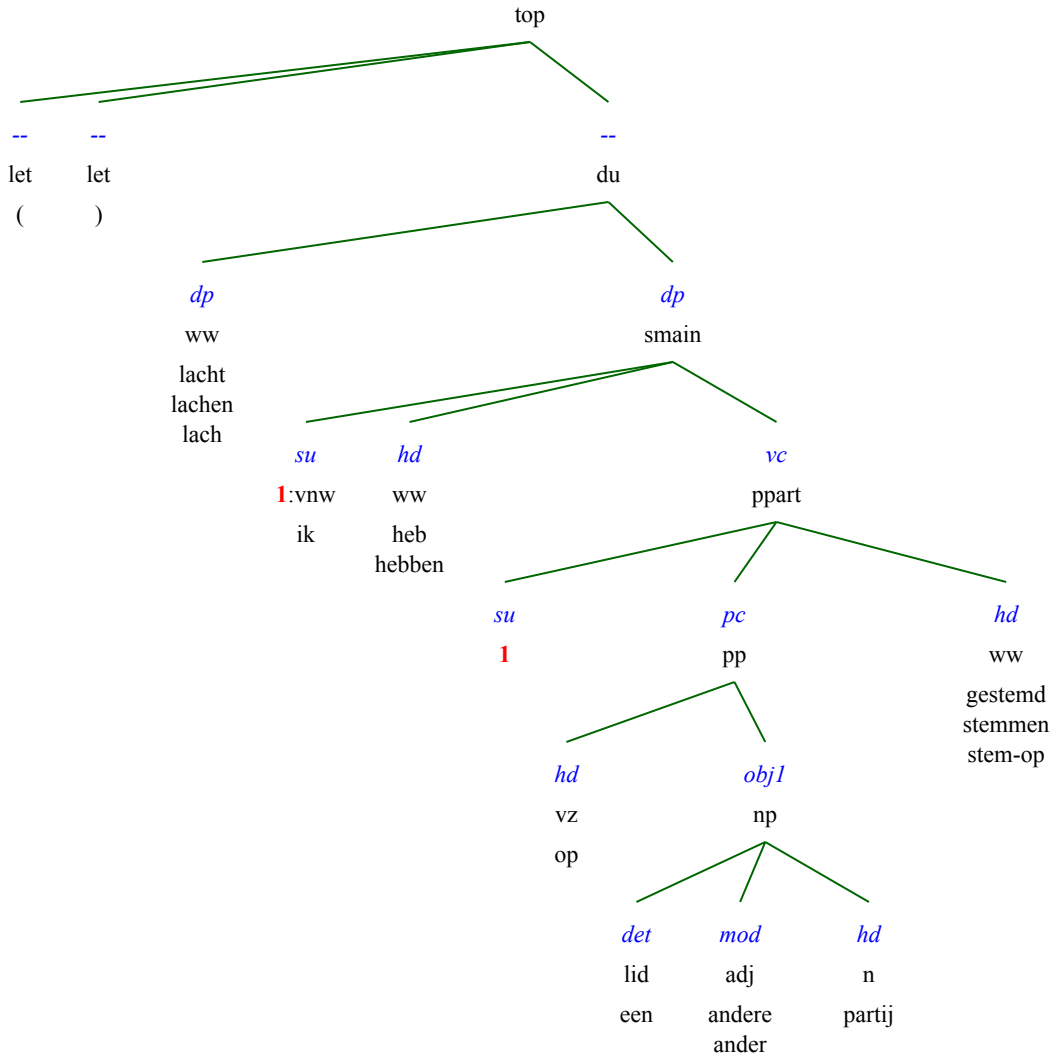 top
-- -- --
let let du
( )
dp dp
ww smain
lacht
lachen
lach
su hd vc
1:vnw ww ppart
ik heb
hebben
su pc hd
1 pp ww
gestemd
stemmen
stem-op
hd obj1
vz np
op
det mod hd
lid adj n
een andere partij
ander